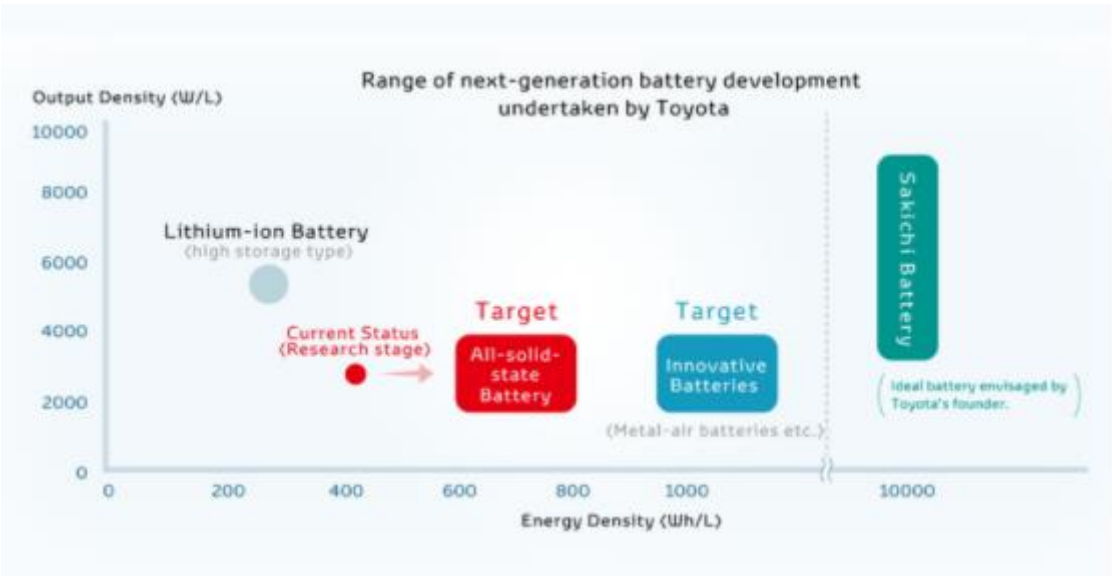 Range of next-generation battery development
undertaken by Toyota
Output Density (W/L)
10000
8000
6000
4000
2000
0
Lithium-ion Battery
(high storage type)
Current Status
(Research stage)
Target
All-solid-
state
Battery
Target
Innovative
Batteries
(Metal-air batteries etc.)
Sakichi Battery
Ideal battery envisaged by
Toyota's founder.
0
200
400
600
800
1000
10000
Energy Density (Wh/L)